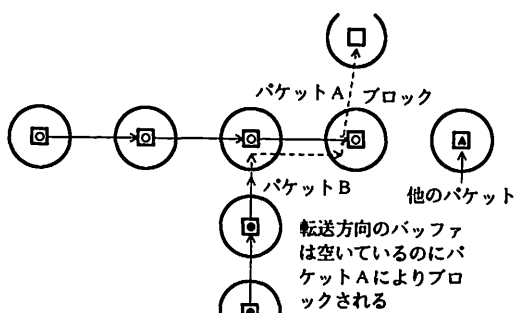 パケットA
ブロック
パケットB
他のパケット
転送方向のバッファ
は空いているのにパ
ケットAによりブロ
ックされる